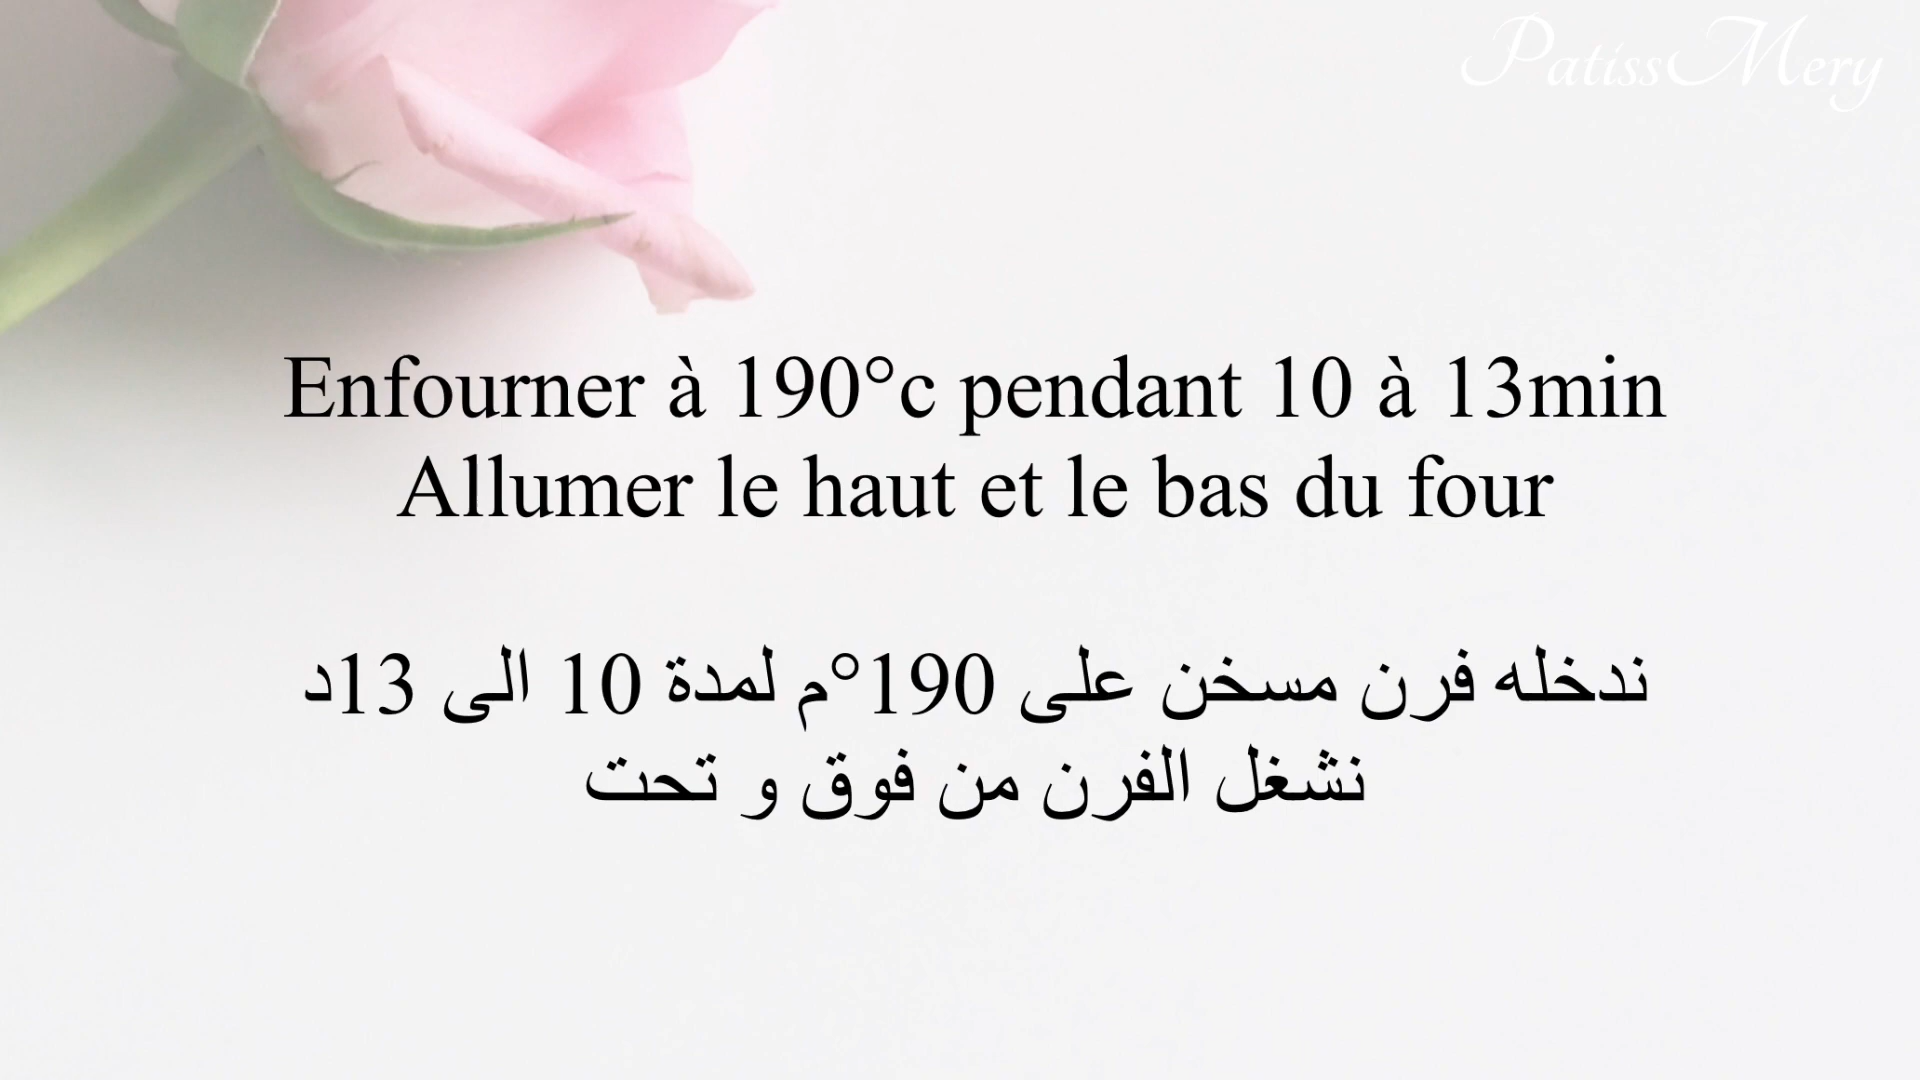 PatissMery
Enfourner à 190°c pendant 10 à 13min
Allumer le haut et le bas du four
ندخله فرن مسخن على 190°م لمدة 10 الى 13د
نشغل الفرن من فوق و تحت